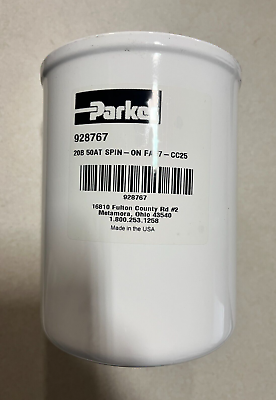 Parker
928767
20B 50AT SPIN-ON 7-CC25
928767
16810 Fulton County Rd #2
Metamora, Ohio 43540
1.800.253.1258
Made in the USA